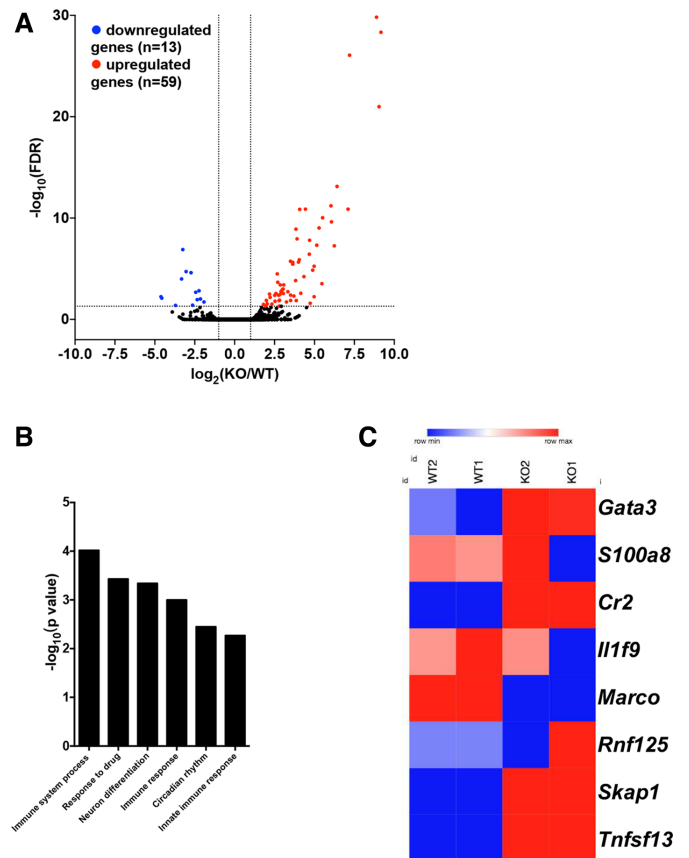 A
downregulated
genes (n=13)
upregulated
genes (n=59)
-log10(FDR)
30
20
10
0
-10.0 -7.5 -5.0 -2.5 0.0 2.5 5.0 7.5 10.0
log2(KO/WT)
B
-log10(p value)
5
4
3
2
1
0
Immune system process
Response to drug
Neuron differentiation
Immune response
Circadian rhythm
Innate immune response
C
row min row max
id
id
WT2 WT1 KO2 KO1
Gata3
S100a8
Cr2
Il1f9
Marco
Rnf125
Skap1
Tnfsf13